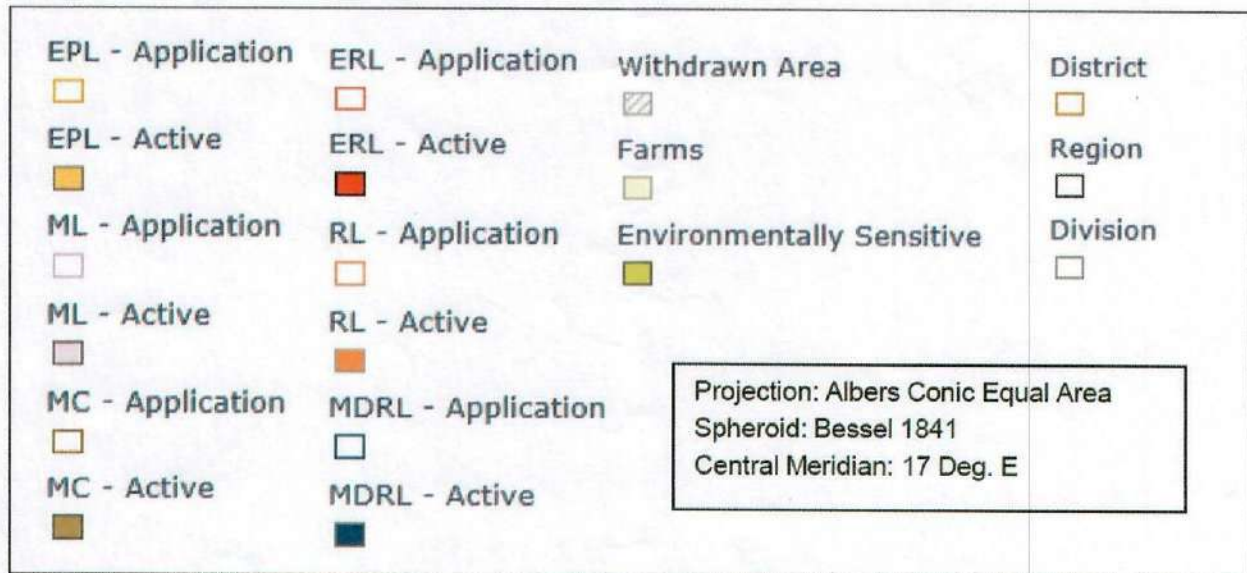 EPL - Application
EPL - Active
ML - Application
ML - Active
MC - Application
MC - Active
ERL - Application
ERL - Active
RL - Application
RL - Active
MDRL - Application
MDRL - Active
Withdrawn Area
Farms
Environmentally Sensitive
District
Region
Division
Projection: Albers Conic Equal Area
Spheroid: Bessel 1841
Central Meridian: 17 Deg. E